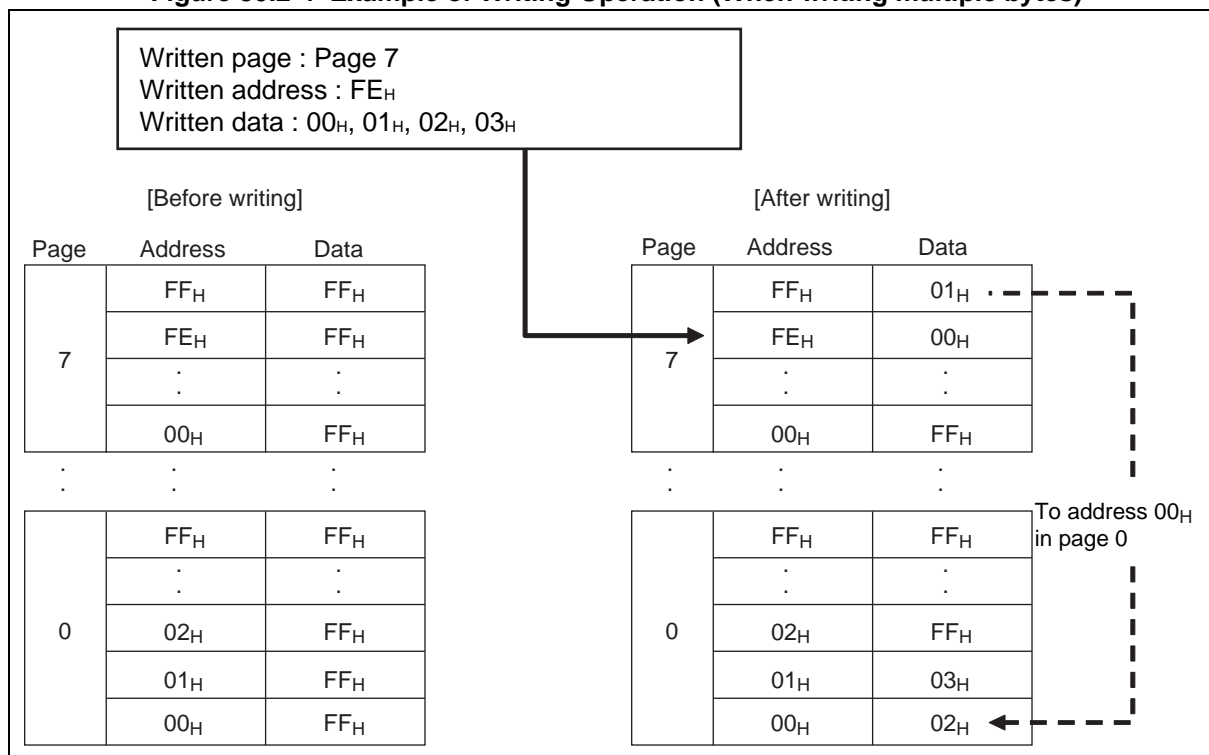 Figure Example of Writing Operation (When writing multiple bytes)
Written page : Page 7
Written address : FEH
Written data : 00H, 01H, 02H, 03H
[Before writing] [After writing]
Page Address Data Page Address Data
FFH FFH FFH 01H
FEH FFH FEH 00H
7 7
: : : :
00H FFH 00H FFH
: : : : : :
FFH FFH FFH FFH
To address 00H
in page 0
: : : :
0 02H FFH 0 02H FFH
01H FFH 01H 03H
00H FFH 00H 02H